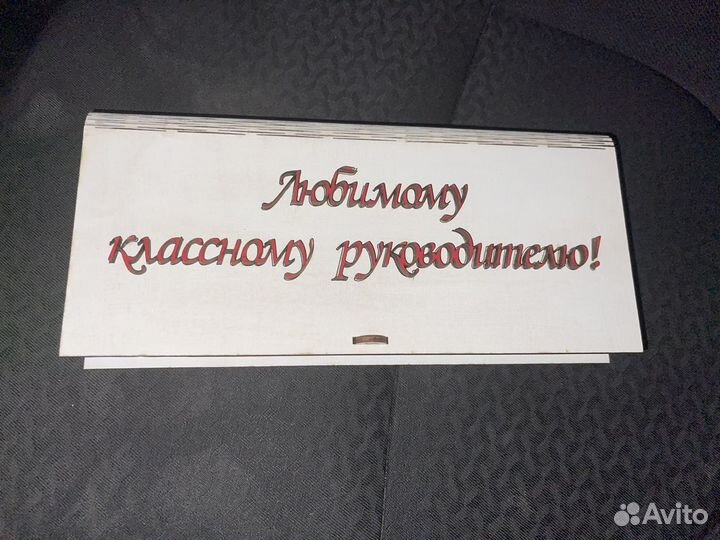 Любимому
классному руководителю!
Avito